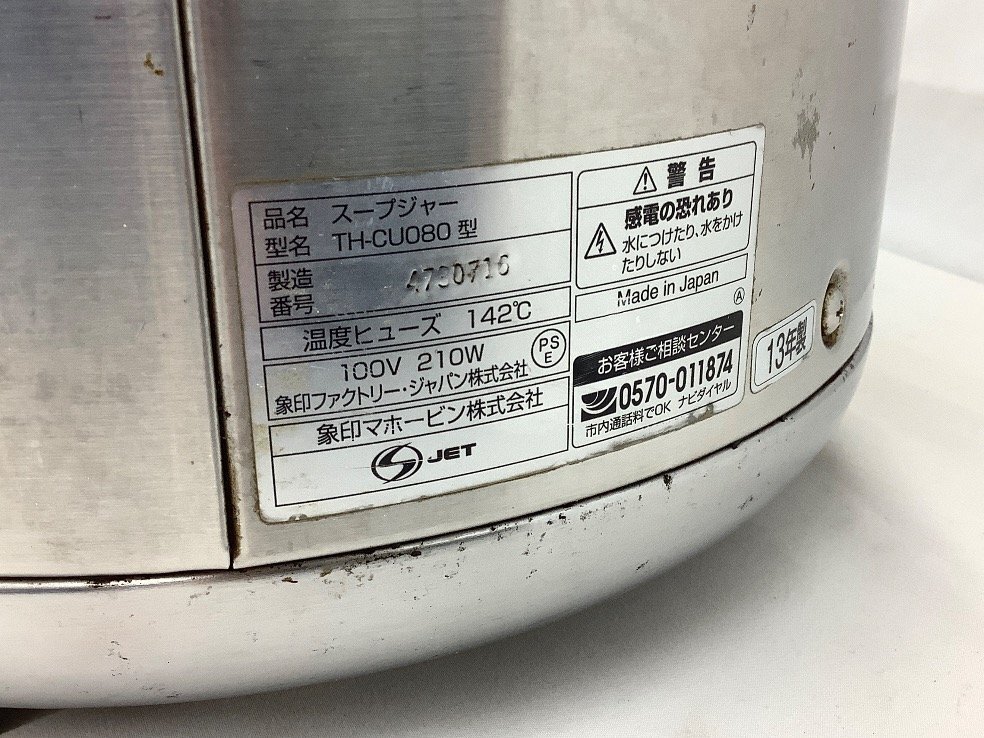 品名 スープジャー
型名 TH-CU080 型
製造
番号
温度ヒューズ 142℃
100V 210W
PS
E
象印ファクトリー・ジャパン株式会社
象印マホービン株式会社
S JET
警告
感電の恐れあり
水につけたり、水をかけ
たりしない
Made in Japan
A
お客様ご相談センター
0570-011874
市内通話料でOK ナビダイヤル
13年製